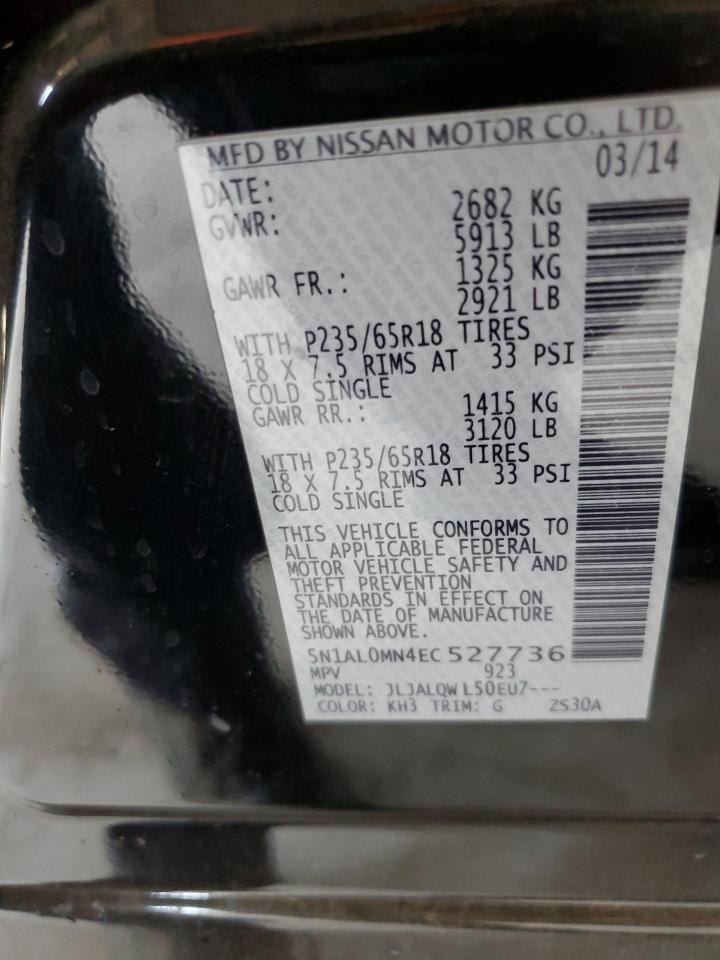 MFD BY NISSAN MOTOR CO., LTD.
DATE: 03/14
GVWR: 2682 KG
5913 LB
GAWR FR.: 1325 KG
2921 LB
WITH P235/65R18 TIRES
18 X 7.5 RIMS AT 33 PSI
COLD SINGLE
GAWR RR.: 1415 KG
3120 LB
WITH P235/65R18 TIRES
18 X 7.5 RIMS AT 33 PSI
COLD SINGLE
THIS VEHICLE CONFORMS TO
ALL APPLICABLE FEDERAL
MOTOR VEHICLE SAFETY AND
THEFT PREVENTION
STANDARDS IN EFFECT ON
THE DATE OF MANUFACTURE
SHOWN ABOVE.
5N1AL0MN4EC 527736
MPV 923
MODEL: JLJALQW L50EU7---
COLOR: KH3 TRIM: G ZS30A